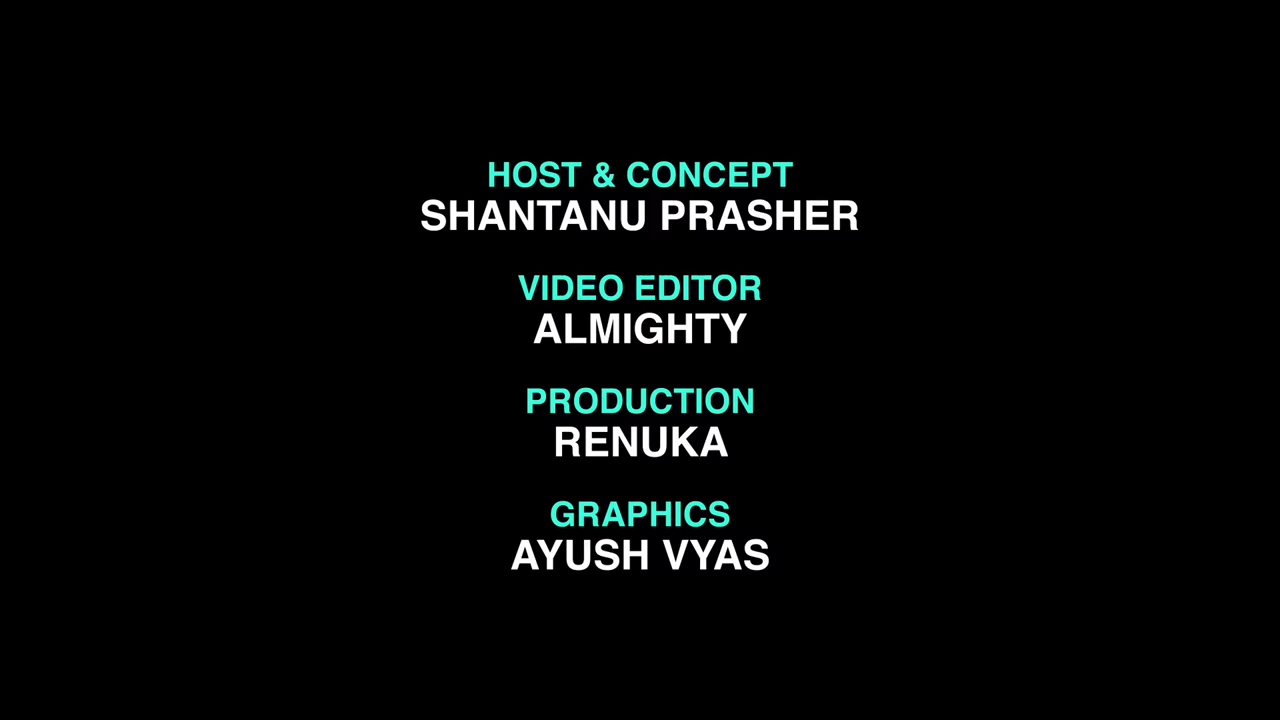 HOST & CONCEPT
SHANTANU PRASHER
VIDEO EDITOR
ALMIGHTY
PRODUCTION
RENUKA
GRAPHICS
AYUSH VYAS